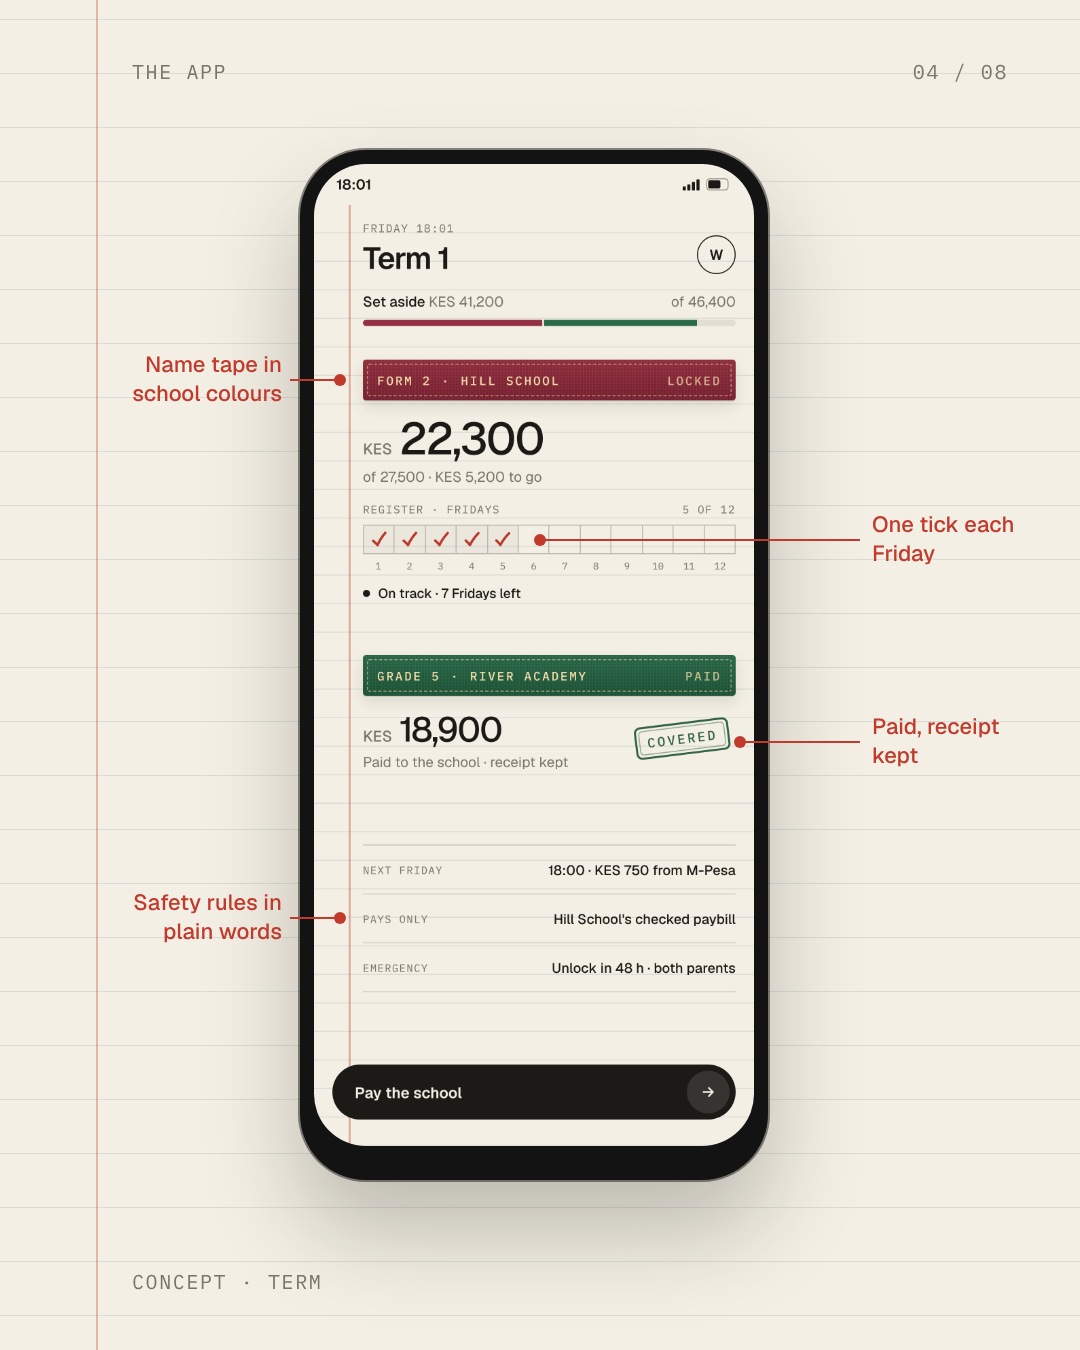 THE APP
04 / 08
18:01
FRIDAY 18:01
Term 1
W
Set aside KES 41,200
of 46,400
Name tape in
school colours
FORM 2 · HILL SCHOOL
LOCKED
KES 22,300
of 27,500 · KES 5,200 to go
REGISTER · FRIDAYS
5 OF 12
One tick each
Friday
1 2 3 4 5 6 7 8 9 10 11 12
On track · 7 Fridays left
GRADE 5 · RIVER ACADEMY
PAID
KES 18,900
COVERED
Paid to the school · receipt kept
Paid, receipt
kept
NEXT FRIDAY
18:00 · KES 750 from M-Pesa
Safety rules in
plain words
PAYS ONLY
Hill School's checked paybill
EMERGENCY
Unlock in 48 h · both parents
Pay the school
CONCEPT · TERM